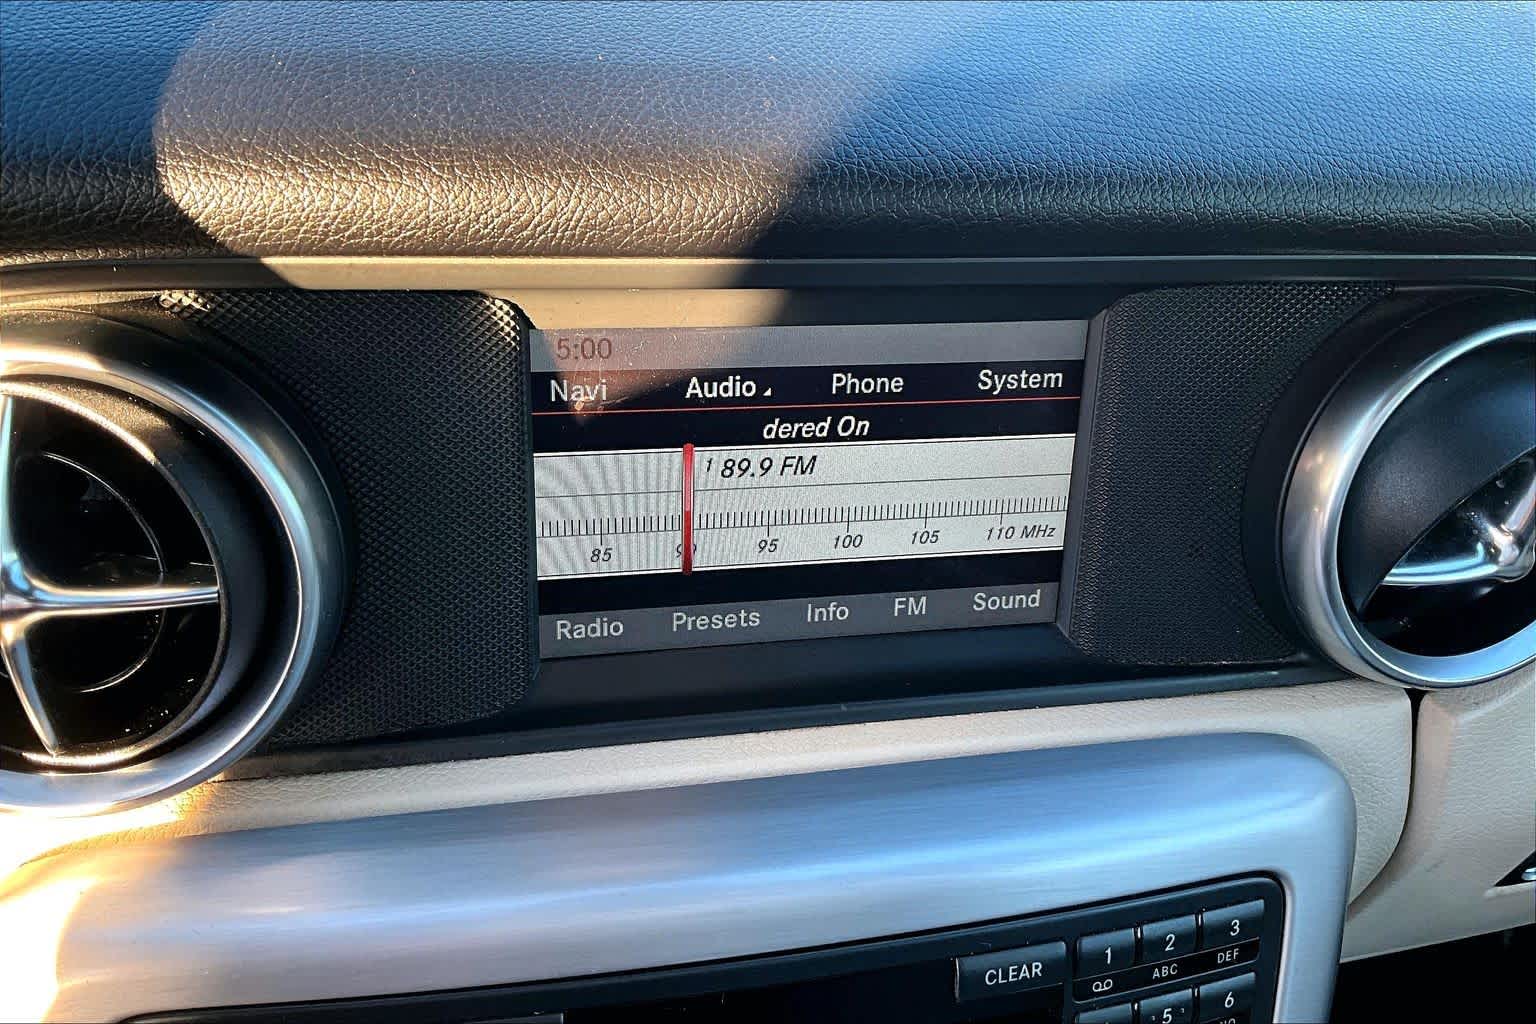 5:00
Navi Audio Phone System
dered On
1 89.9 FM
85 90 95 100 105 110 MHz
Radio Presets Info FM Sound
CLEAR 1 2 3
ABC DEF
5 6